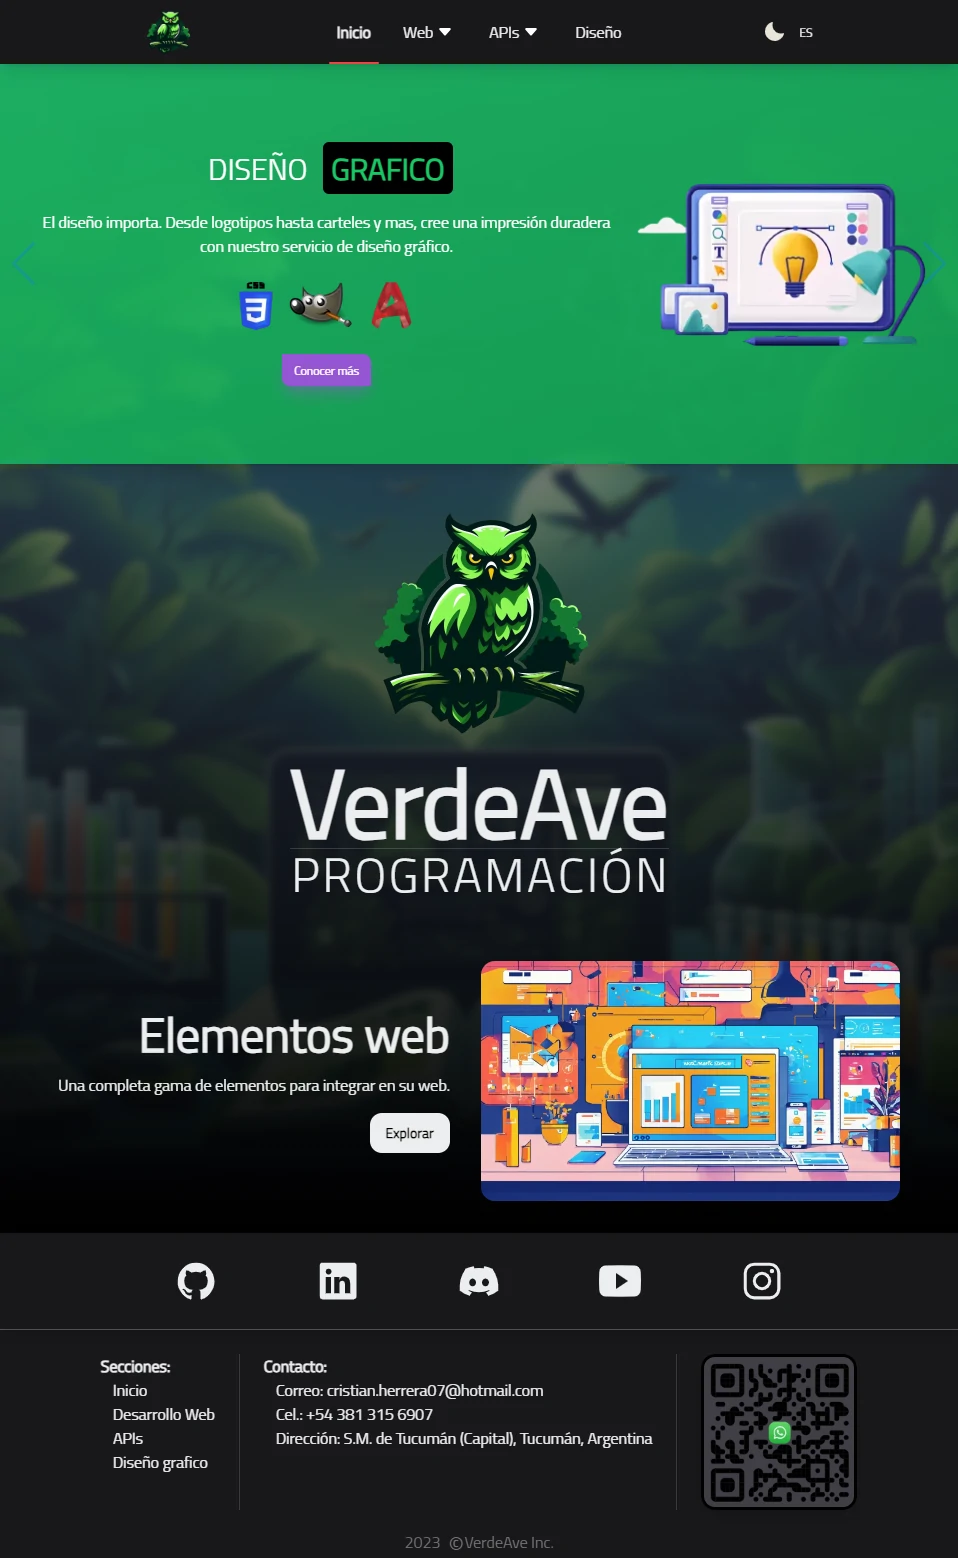 Inicio Web APIs Diseño ES
DISEÑO GRAFICO
El diseño importa. Desde logotipos hasta carteles y mas, cree una impresión duradera
con nuestro servicio de diseño gráfico.
Conocer más
VerdeAve
PROGRAMACIÓN
Elementos web
Una completa gama de elementos para integrar en su web.
Explorar
Secciones:
Inicio
Desarrollo Web
APIs
Diseño grafico
Contacto:
Correo: cristian.herrera07@hotmail.com
Cel.: +54 381 315 6907
Dirección: S.M. de Tucumán (Capital), Tucumán, Argentina
2023 ©VerdeAve Inc.